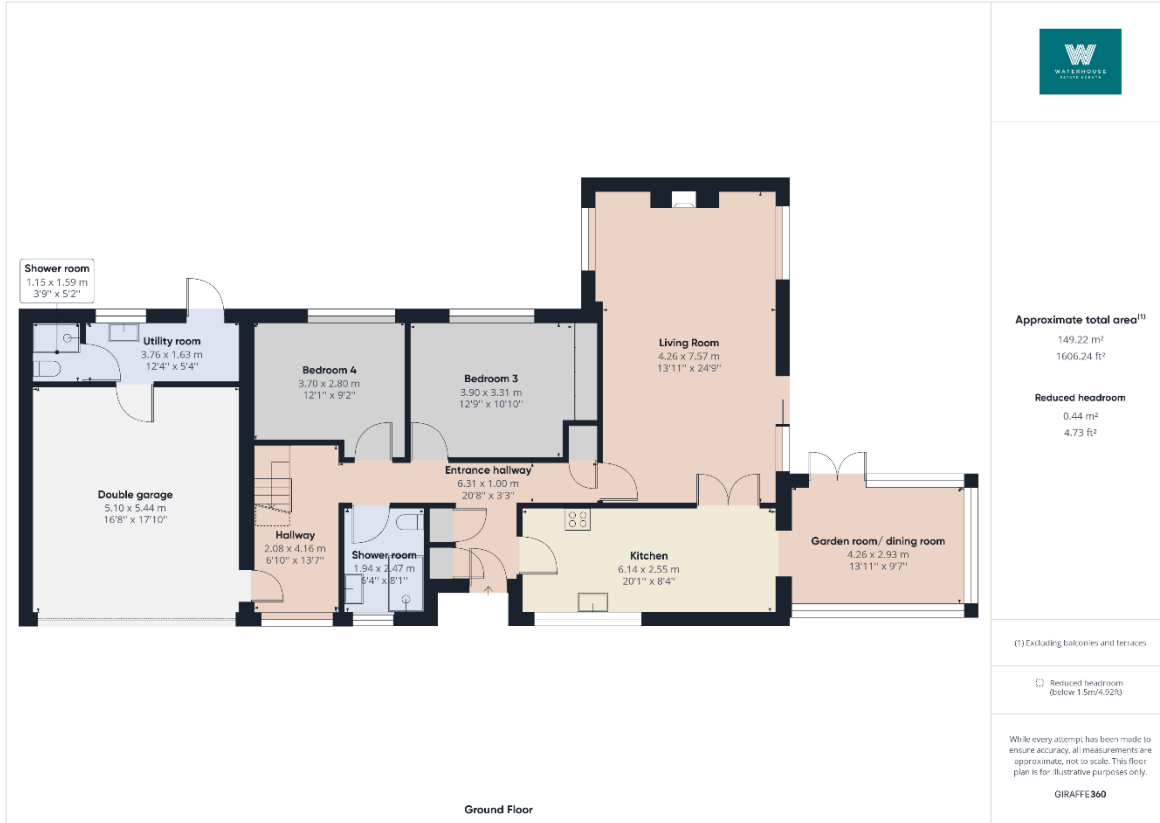 W
WATERHOUSE
ESTATE AGENTS
Shower room
1.15 x 1.59 m
3'9" x 5'2"
Utility room
3.76 x 1.63 m
12'4" x 5'4"
Bedroom 4
3.70 x 2.80 m
12'1" x 9'2"
Bedroom 3
3.90 x 3.31 m
12'9" x 10'10"
Living Room
4.26 x 7.57 m
13'11" x 24'9"
Double garage
5.10 x 5.44 m
16'8" x 17'10"
Hallway
2.08 x 4.16 m
6'10" x 13'7"
Entrance hallway
6.31 x 1.00 m
20'8" x 3'3"
Shower room
1.94 x 2.47 m
6'4" x 8'1"
Kitchen
6.14 x 2.55 m
20'1" x 8'4"
Garden room/ dining room
4.26 x 2.93 m
13'11" x 9'7"
Ground Floor
Approximate total area(1)
149.22 m²
1606.24 ft²
Reduced headroom
0.44 m²
4.73 ft²
(1) Excluding balconies and terraces
Reduced headroom
(below 1.5m/4.92ft)
While every attempt has been made to
ensure accuracy, all measurements are
approximate, not to scale. This floor
plan is for illustrative purposes only.
GIRAFFE360